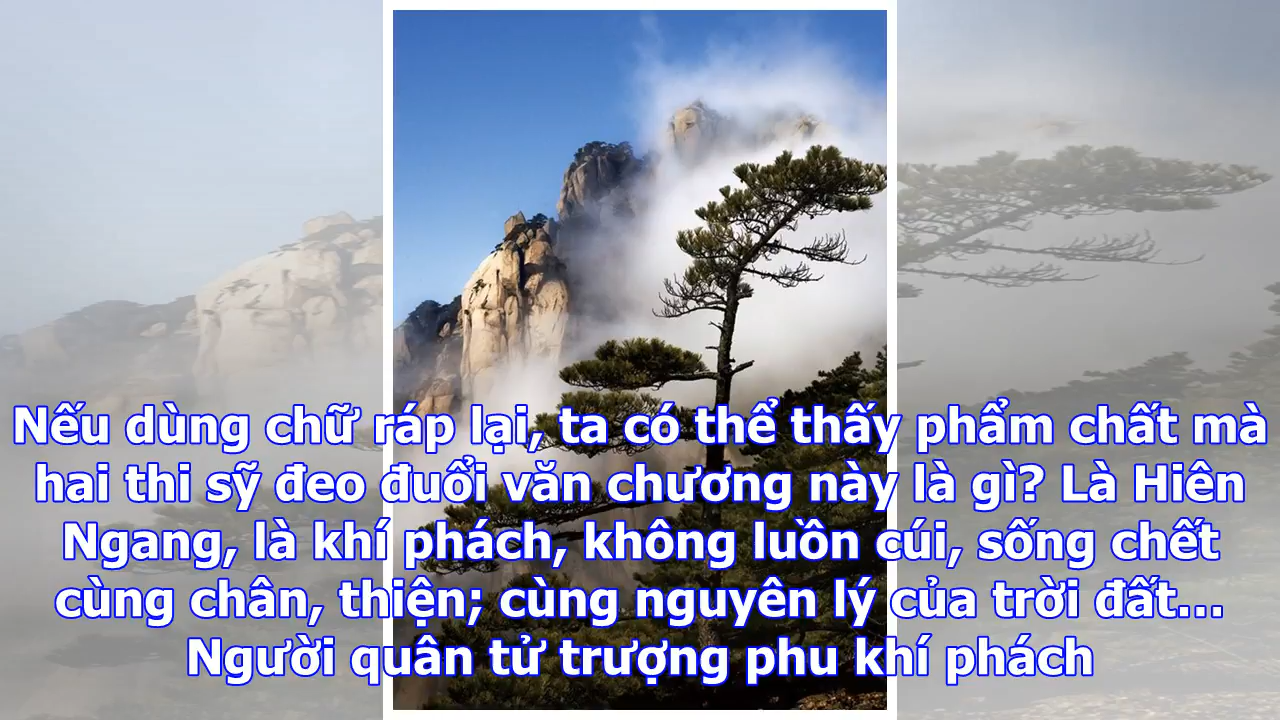 Nếu dùng chữ ráp lại, ta có thể thấy phẩm chất mà
hai thi sỹ đeo đuổi văn chương này là gì? Là Hiên
Ngang, là khí phách, không luồn cúi, sống chết
cùng chân, thiện; cùng nguyên lý của trời đất...
Người quân tử trượng phu khí phách